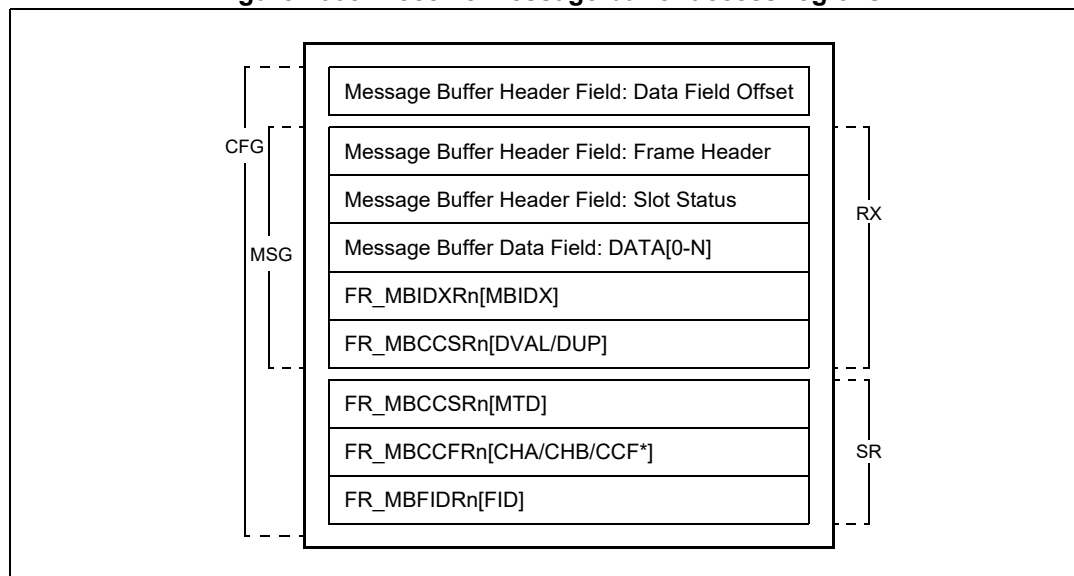 Message Buffer Header Field: Data Field Offset
CFG
Message Buffer Header Field: Frame Header
Message Buffer Header Field: Slot Status
RX
MSG
Message Buffer Data Field: DATA[0-N]
FR_MBIDXRn[MBIDX]
FR_MBCCSRn[DVAL/DUP]
FR_MBCCSRn[MTD]
FR_MBCCFRn[CHA/CHB/CCF*]
SR
FR_MBFIDRn[FID]